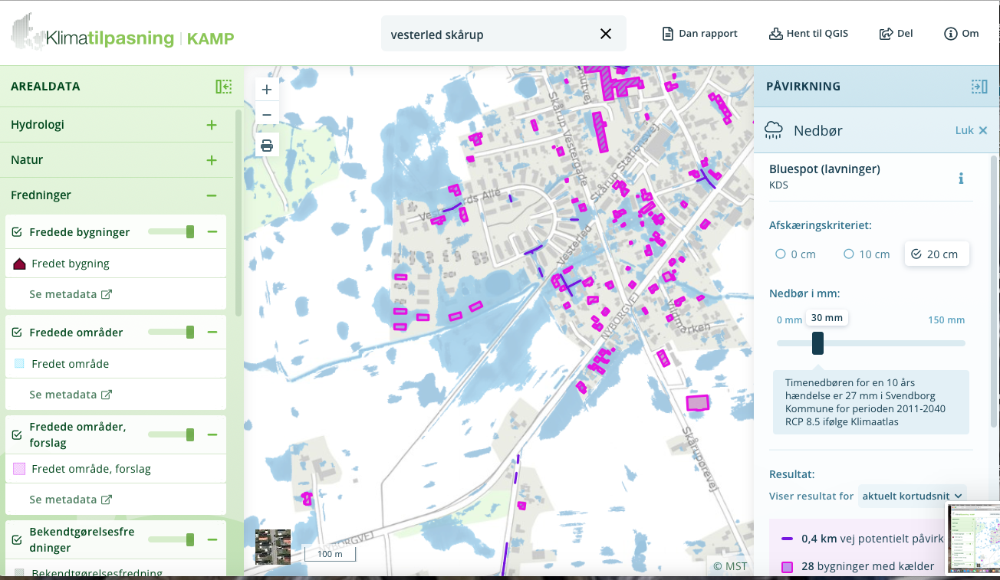 Klimatilpasning | KAMP
vesterled skårup
Dan rapport
Hent til QGIS
Del
Om
AREALDATA
Hydrologi
Natur
Fredninger
Fredede bygninger
Fredet bygning
Se metadata
Fredede områder
Fredet område
Se metadata
Fredede områder,
forslag
Fredet område, forslag
Se metadata
Bekendtgørelsesfre
dninger
Bekendtgørelsesfredning
Skårup Vestergade
Skårup Stationsvej
Vesterled
NYBORGVEJ
Skårupørevej
NYBORGVEJ
100 m
© MST
PÅVIRKNING
Nedbør
Luk
Bluespot (lavninger)
KDS
Afskæringskriteriet:
0 cm
10 cm
20 cm
Nedbør i mm:
0 mm
30 mm
150 mm
Timenedbøren for en 10 års
hændelse er 27 mm i Svendborg
Kommune for perioden 2011-2040
RCP 8.5 ifølge Klimaatlas
Resultat:
Viser resultat for aktuelt kortudsnit
0,4 km vej potentielt påvirk
28 bygninger med kælder